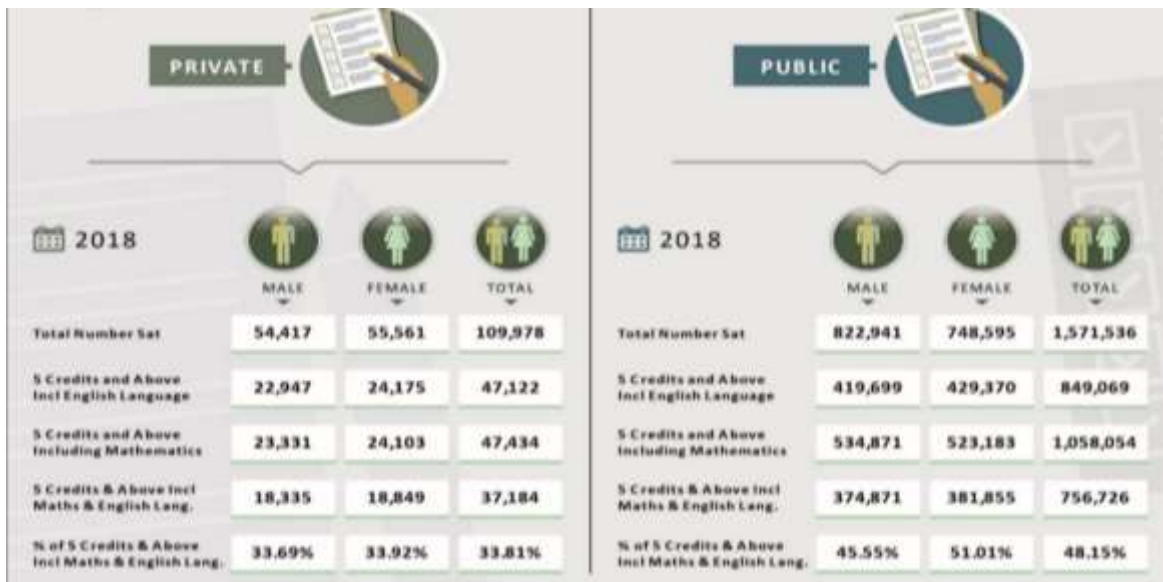 PRIVATE
2018
MALE FEMALE TOTAL
Total Number Sat 54,417 55,561 109,978
5 Credits and Above
Incl English Language 22,947 24,175 47,122
5 Credits and Above
Including Mathematics 23,331 24,103 47,434
5 Credits & Above Incl
Maths & English Lang. 18,335 18,849 37,184
% of 5 Credits & Above
Incl Maths & English Lang. 33.69% 33.92% 33.81%
PUBLIC
2018
MALE FEMALE TOTAL
Total Number Sat 822,941 748,595 1,571,536
5 Credits and Above
Incl English Language 419,699 429,370 849,069
5 Credits and Above
Including Mathematics 534,871 523,183 1,058,054
5 Credits & Above Incl
Maths & English Lang. 374,871 381,855 756,726
% of 5 Credits & Above
Incl Maths & English Lang. 45.55% 51.01% 48.15%